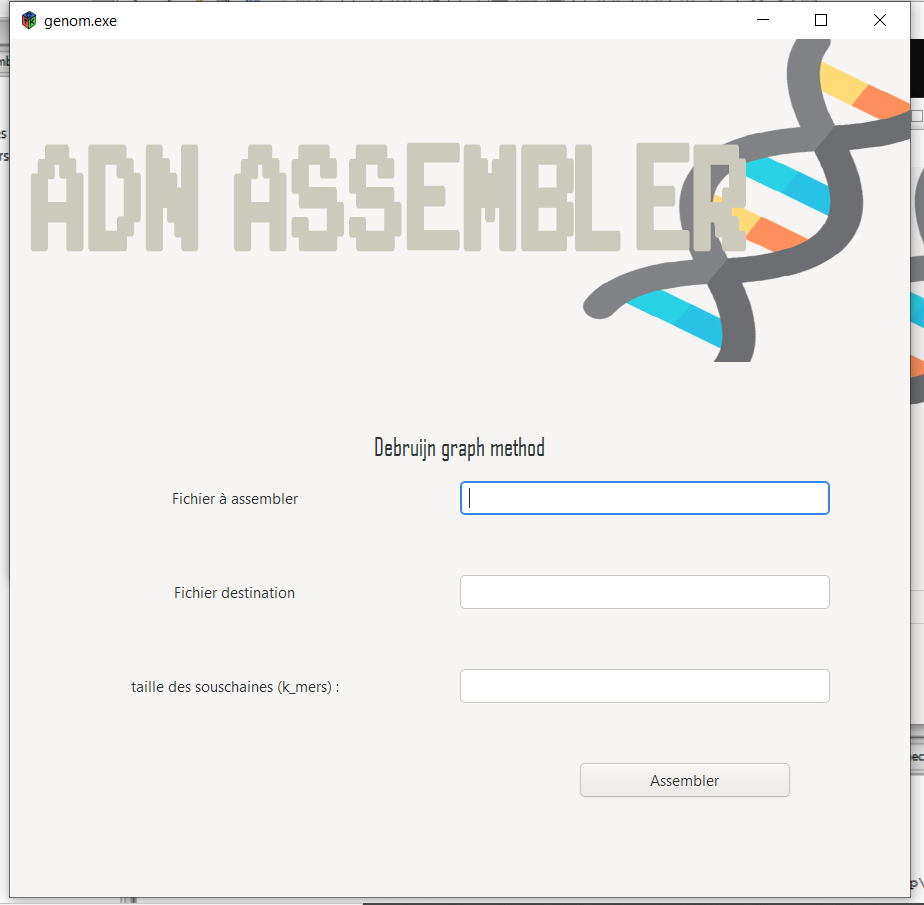 genom.exe
ADN ASSEMBLER
Debruijn graph method
Fichier à assembler
Fichier destination
taille des souschaines (k_mers) :
Assembler